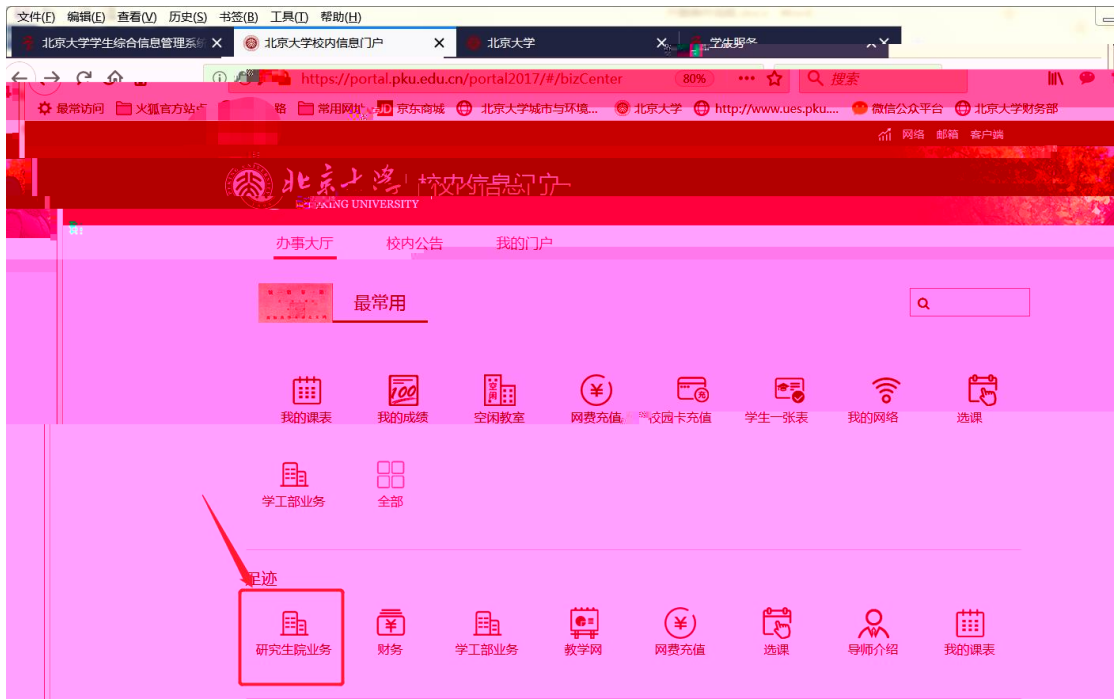 文件(F) 编辑(E) 查看(V) 历史(S) 书签(B) 工具(T) 帮助(H)
北京大学学生综合信息管理系统 北京大学校内信息门户 北京大学
https://portal.pku.edu.cn/portal2017/#/bizCenter 80% 搜索
最常访问 火狐官方站点 常用网址 JD 京东商城 北京大学城市与环境... 北京大学 http://www.ues.pku.... 微信公众平台 北京大学财务部
网络 邮箱 客户端
北京大学 校内信息门户
PEKING UNIVERSITY
办事大厅 校内公告 我的门户
最常用
我的课表 我的成绩 空闲教室 网费充值 校园卡充值 学生一张表 我的网络 选课
学工部业务 全部
足迹
研究生院业务 财务 学工部业务 教学网 网费充值 选课 导师介绍 我的课表